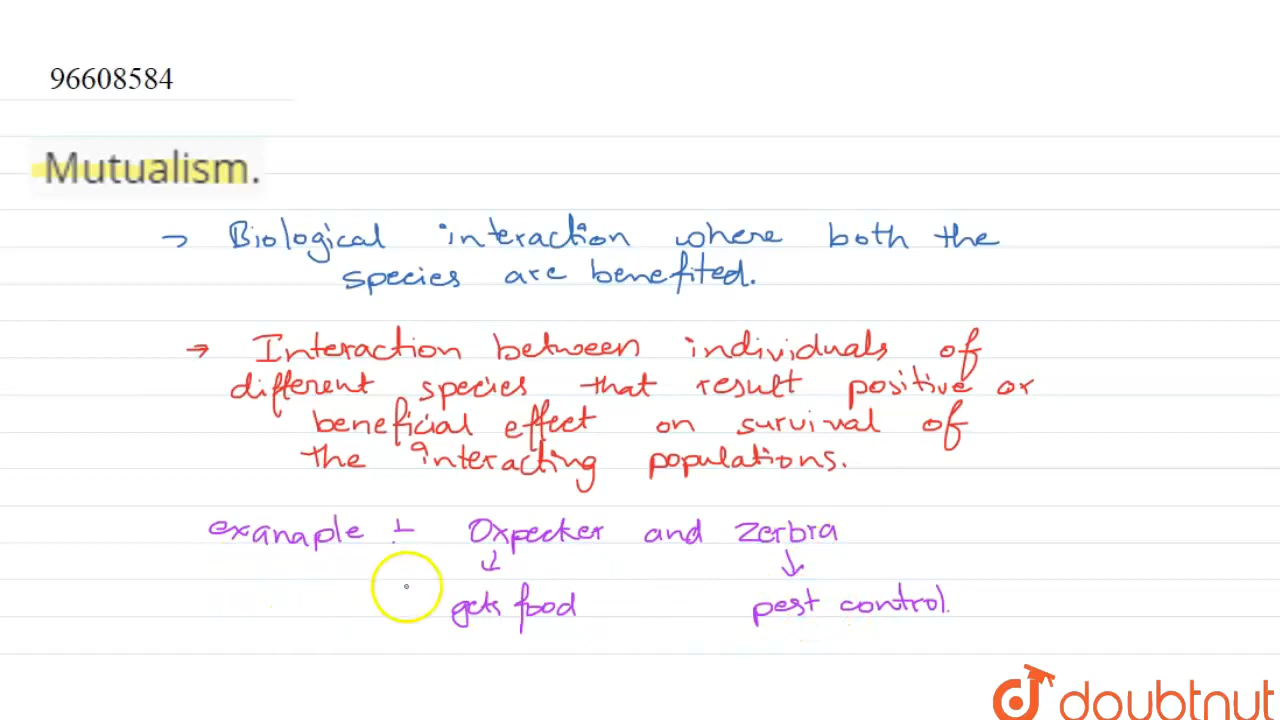 96608584
Mutualism.
→ Biological interaction where both the
species are benefited.
→ Interaction between individuals of
different species that result positive or
beneficial effect on survival of
the interacting populations.
exanaple :- Oxpecker and Zerbra
↓ ↓
gets food pest control.
doubtnut